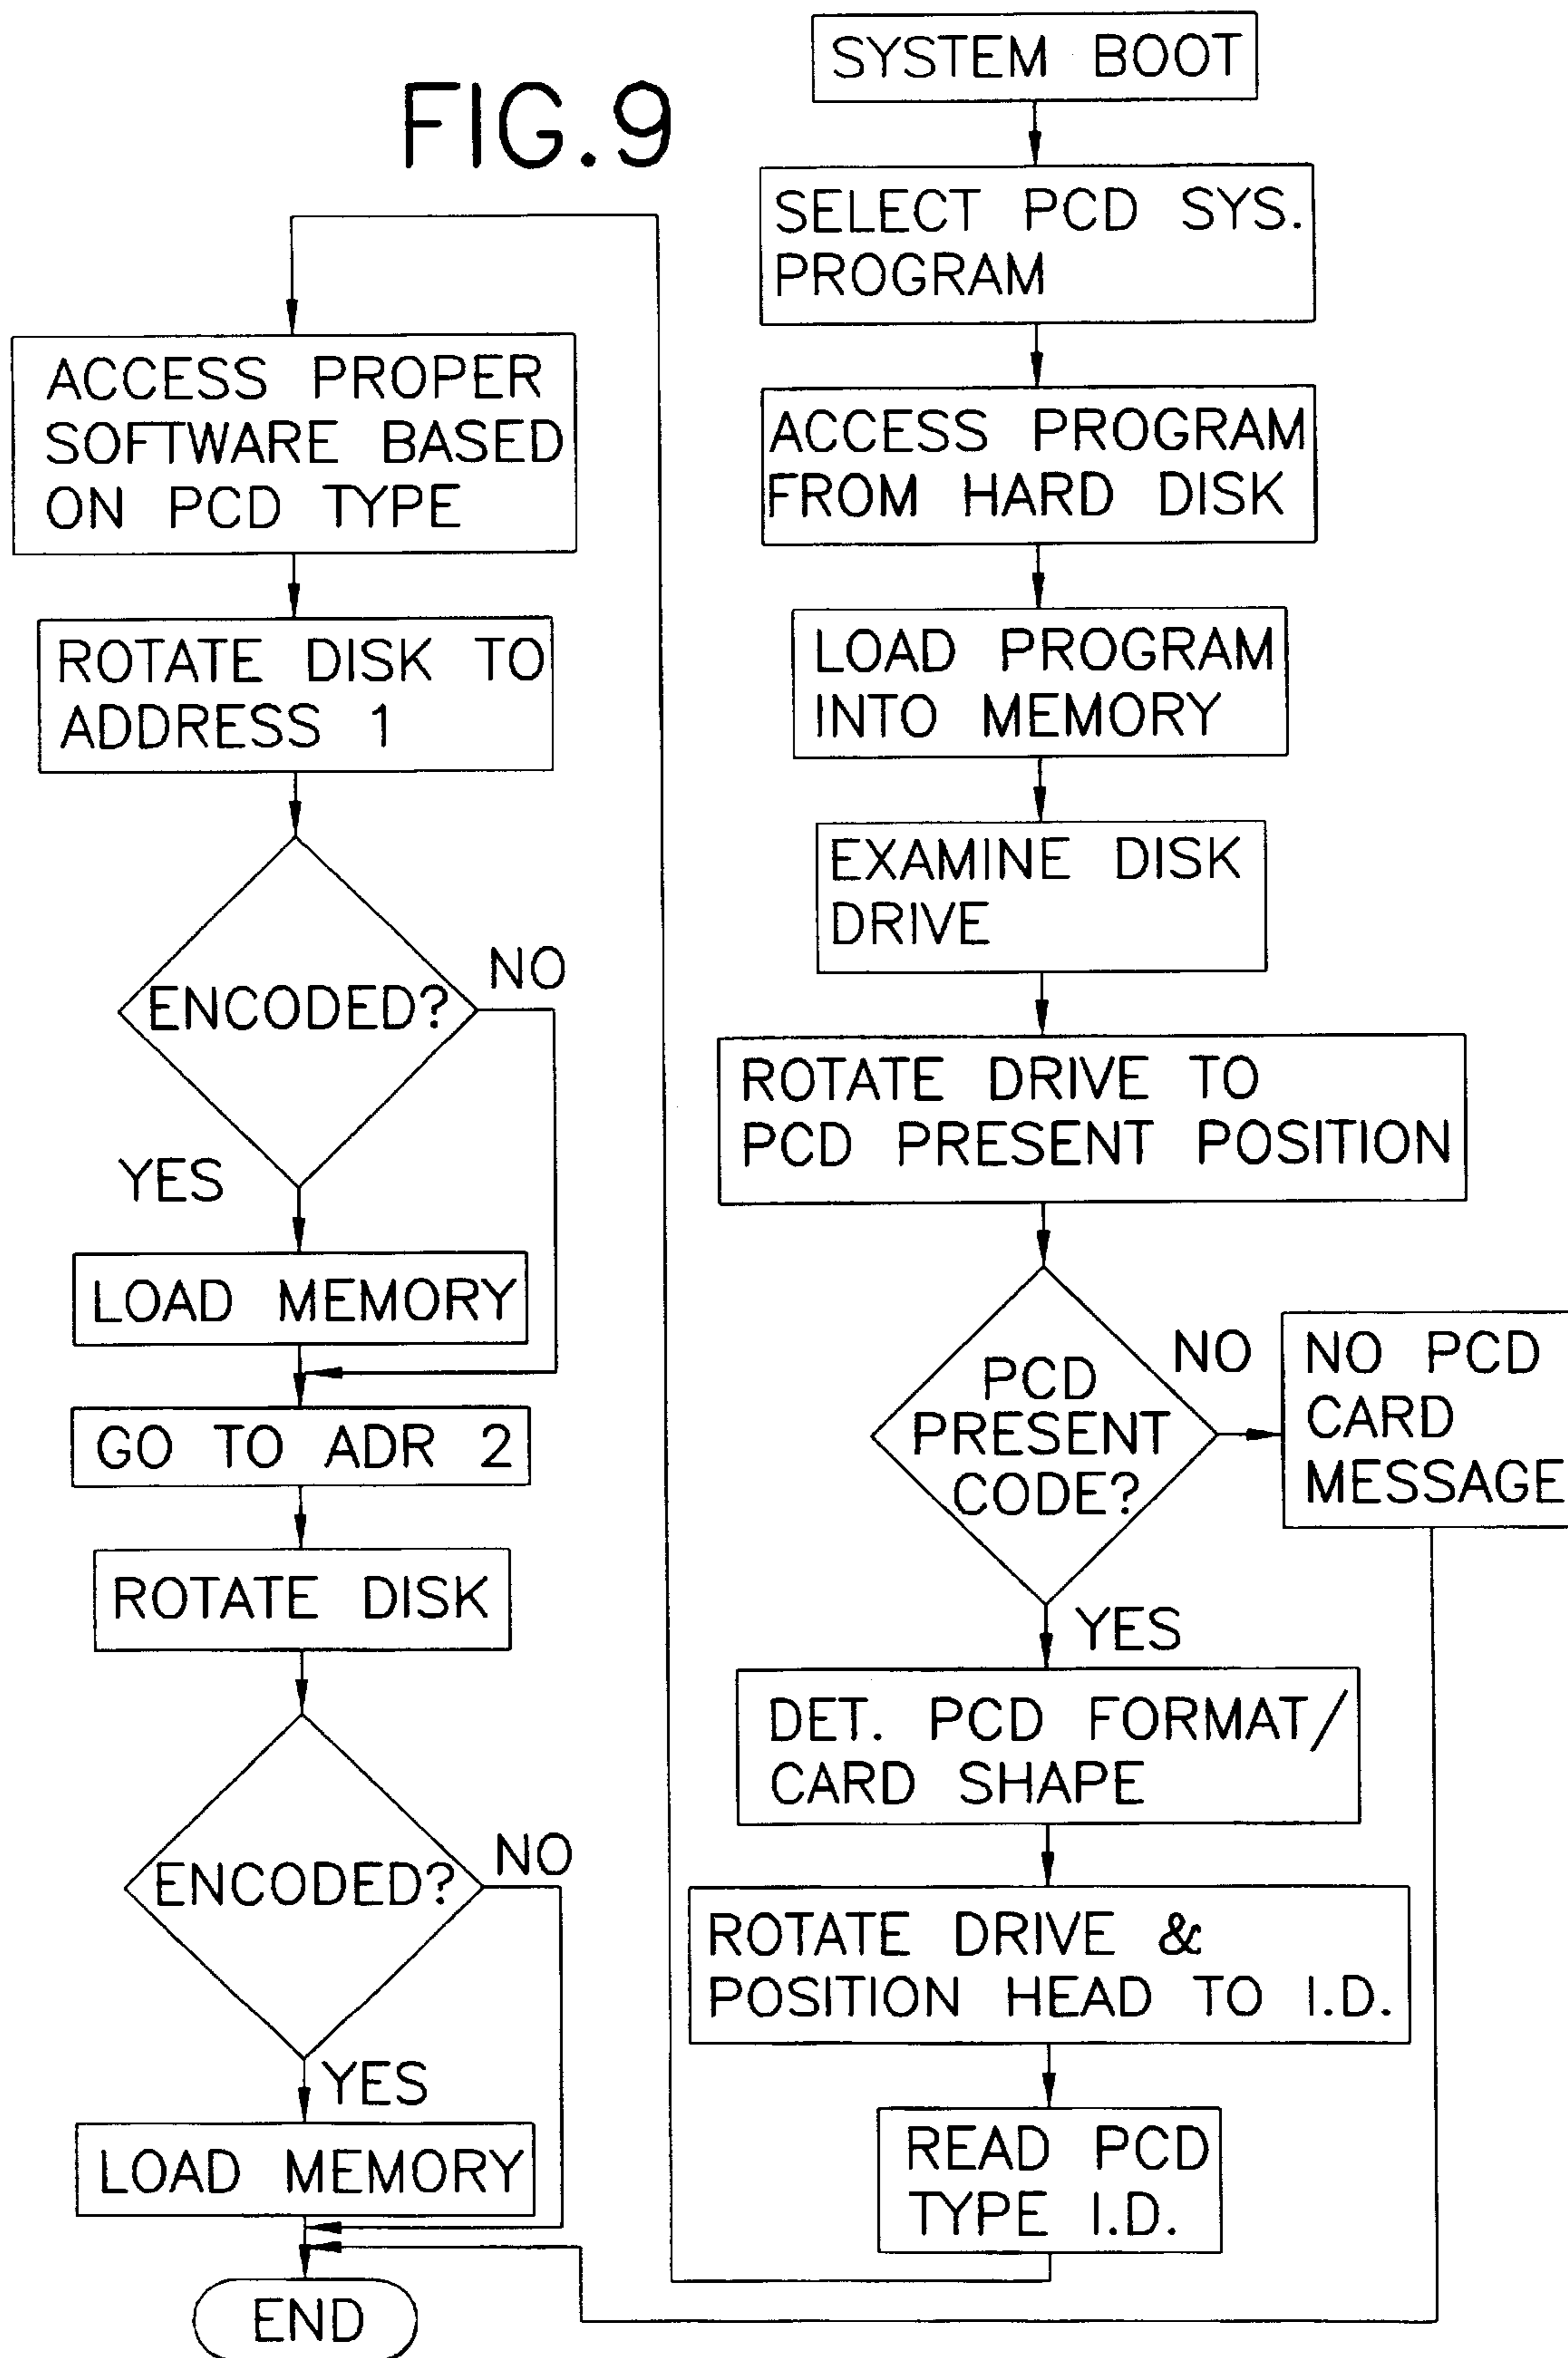 FIG.9
SYSTEM BOOT
SELECT PCD SYS.
PROGRAM
ACCESS PROGRAM
FROM HARD DISK
LOAD PROGRAM
INTO MEMORY
EXAMINE DISK
DRIVE
ROTATE DRIVE TO
PCD PRESENT POSITION
PCD
PRESENT
CODE?
NO
NO PCD
CARD
MESSAGE
YES
DET. PCD FORMAT/
CARD SHAPE
ROTATE DRIVE &
POSITION HEAD TO I.D.
READ PCD
TYPE I.D.
ACCESS PROPER
SOFTWARE BASED
ON PCD TYPE
ROTATE DISK TO
ADDRESS 1
ENCODED?
NO
YES
LOAD MEMORY
GO TO ADR 2
ROTATE DISK
ENCODED?
NO
YES
LOAD MEMORY
END